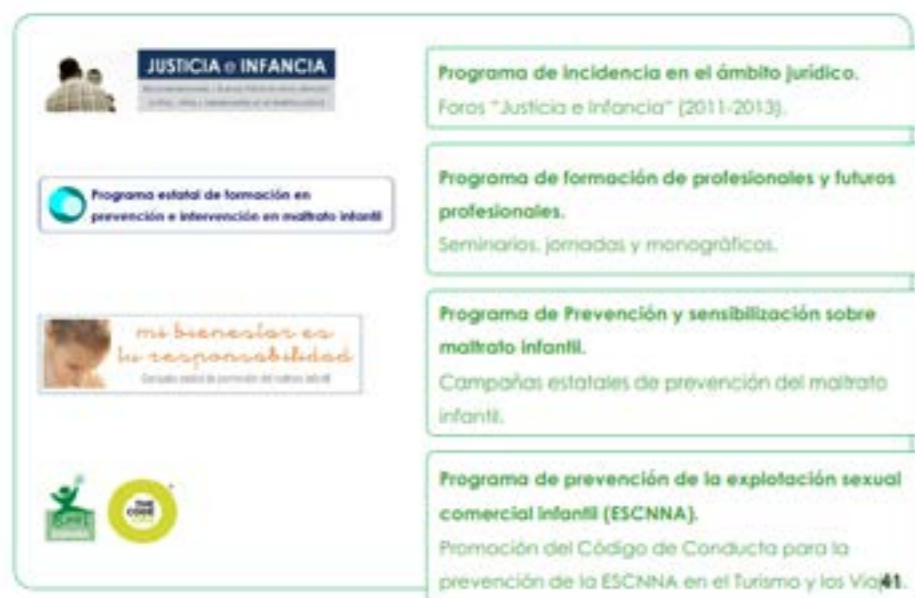 JUSTICIA e INFANCIA
Programa de incidencia en el ámbito jurídico.
Foros "Justicia e Infancia" (2011-2013).
Programa estatal de formación en
prevención e intervención en maltrato infantil
Programa de formación de profesionales y futuros
profesionales.
Seminarios, jornadas y monográficos.
mi bienestar es
tu responsabilidad
Programa de Prevención y sensibilización sobre
maltrato infantil.
Campañas estatales de prevención del maltrato
infantil.
THE
CODE
Programa de prevención de la explotación sexual
comercial infantil (ESCNNA).
Promoción del Código de Conducta para la
prevención de la ESCNNA en el Turismo y los
41